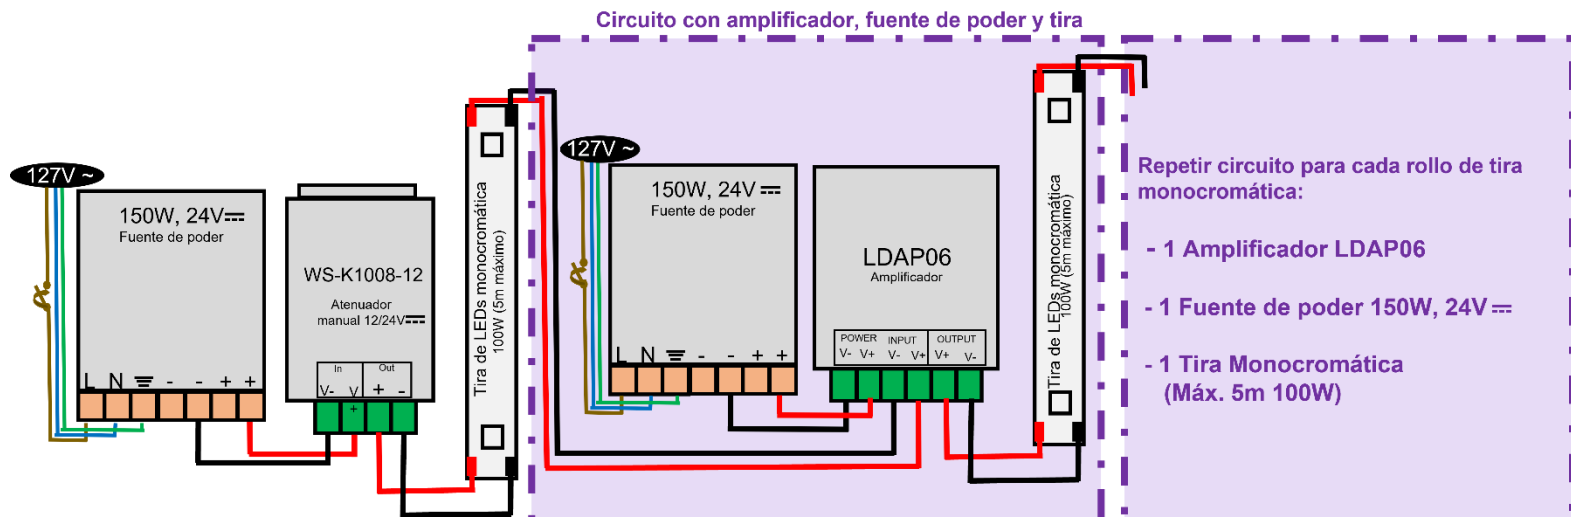 Circuito con amplificador, fuente de poder y tira
127V ~
150W, 24V
Fuente de poder
L N - - + +
WS-K1008-12
Atenuador
manual 12/24V
In Out
V- V + -
+
Tira de LEDs monocromática
100W (5m máximo)
127V ~
150W, 24V
Fuente de poder
L N - - + +
LDAP06
Amplificador
POWER INPUT OUTPUT
V- V+ V- V+ V+ V-
Tira de LEDs monocromática
100W (5m máximo)
Repetir circuito para cada rollo de tira
monocromática:
- 1 Amplificador LDAP06
- 1 Fuente de poder 150W, 24V
- 1 Tira Monocromática
(Máx. 5m 100W)